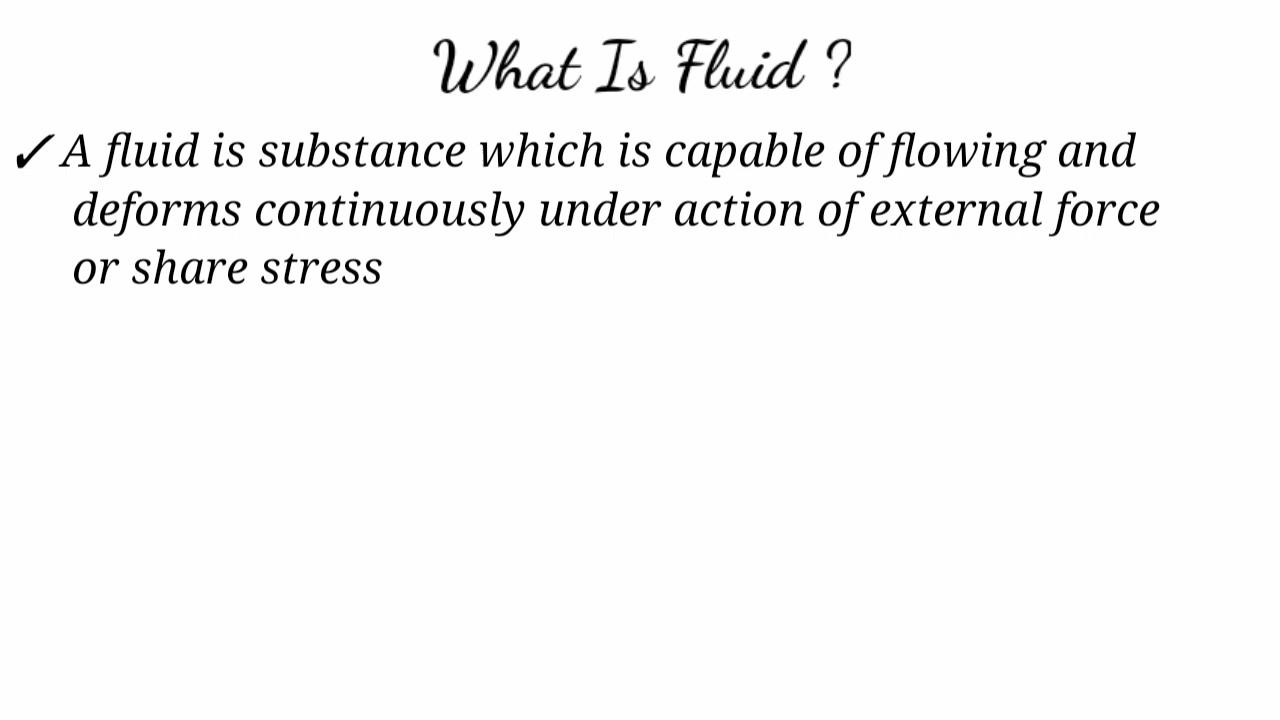 What Is Fluid ?
✓ A fluid is substance which is capable of flowing and
deforms continuously under action of external force
or share stress